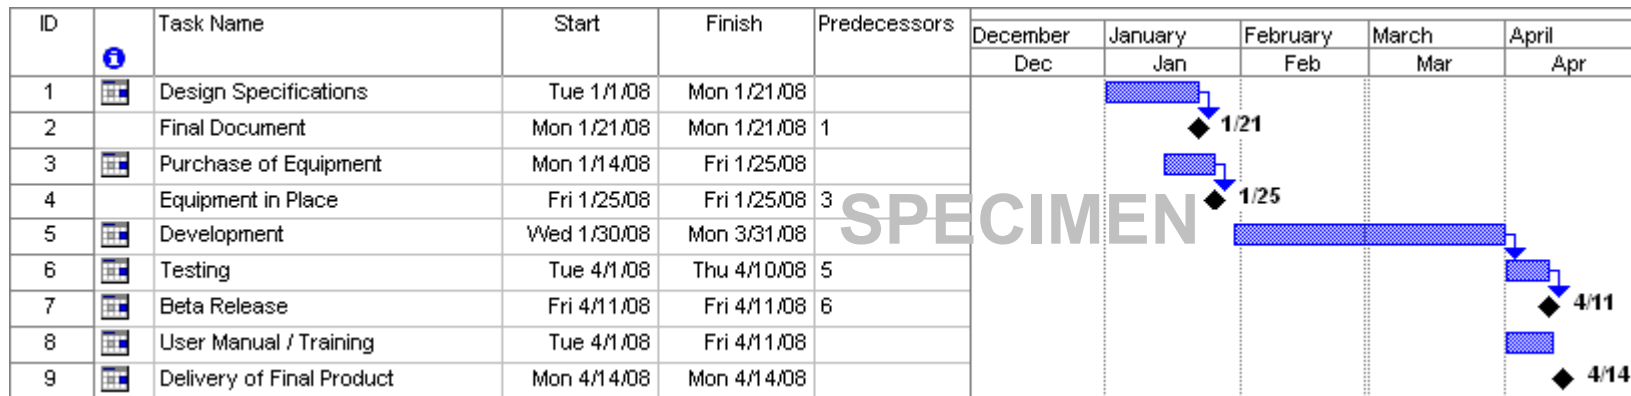 ID Task Name Start Finish Predecessors
December January February March April
Dec Jan Feb Mar Apr
1 Design Specifications Tue 1/1/08 Mon 1/21/08
2 Final Document Mon 1/21/08 Mon 1/21/08 1 1/21
3 Purchase of Equipment Mon 1/14/08 Fri 1/25/08
4 Equipment in Place Fri 1/25/08 Fri 1/25/08 3 1/25
SPECIMEN
5 Development Wed 1/30/08 Mon 3/31/08
6 Testing Tue 4/1/08 Thu 4/10/08 5
7 Beta Release Fri 4/11/08 Fri 4/11/08 6 4/11
8 User Manual / Training Tue 4/1/08 Fri 4/11/08
9 Delivery of Final Product Mon 4/14/08 Mon 4/14/08 4/14